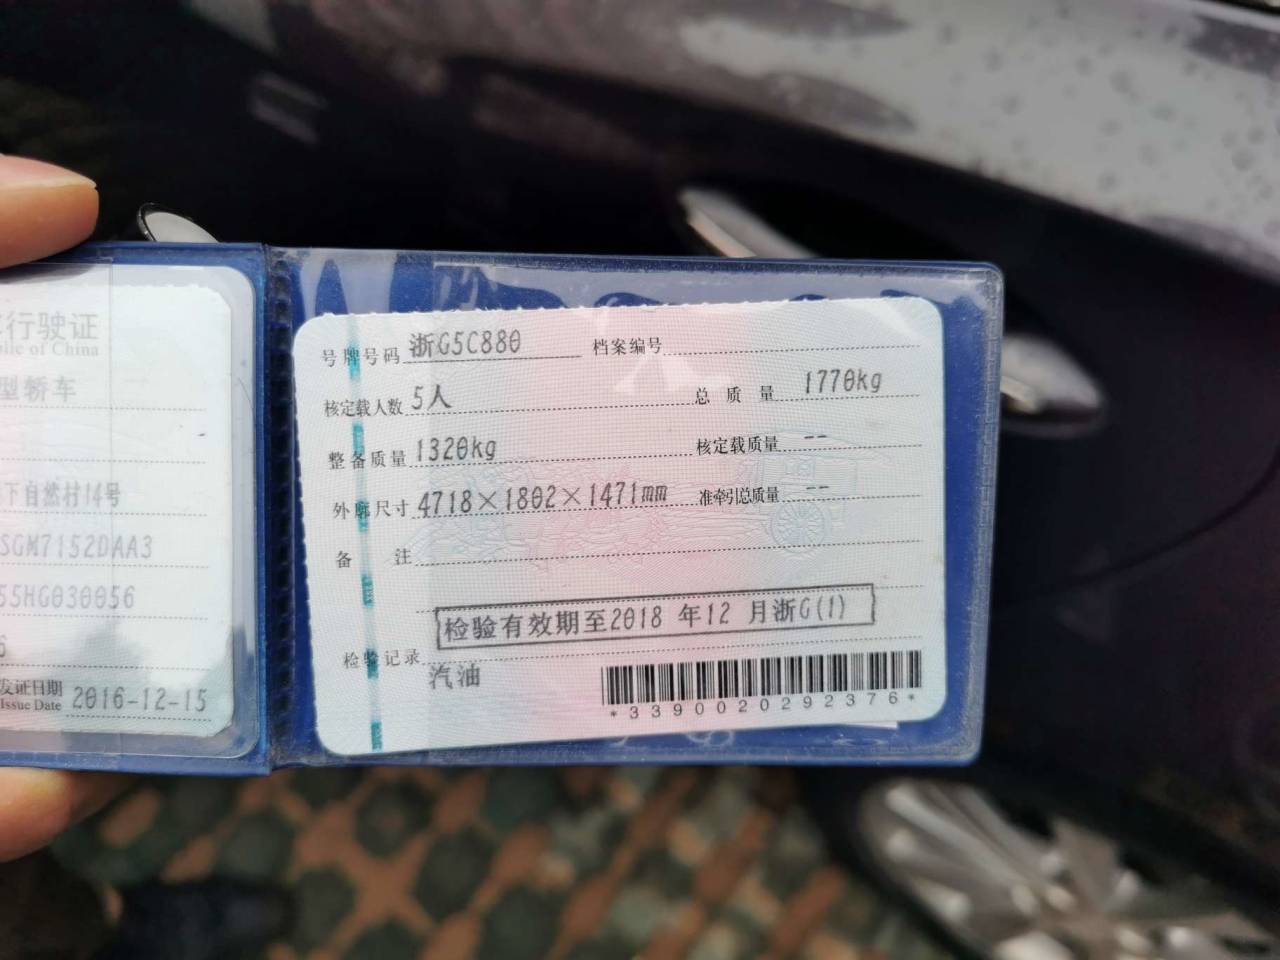 行驶证
of China
型轿车
下自然村14号
SGM7152DAA3
55HG030056
6
发证日期 2016-12-15
Issue Date
号牌号码 浙G5C880 档案编号
核定载人数 5人 总质量 1770kg
整备质量 1320kg 核定载质量 --
外廓尺寸 4718×1802×1471mm 准牵引总质量 --
备注
检验有效期至2018 年12 月浙G(1)
检验记录
汽油
*3390020292376*